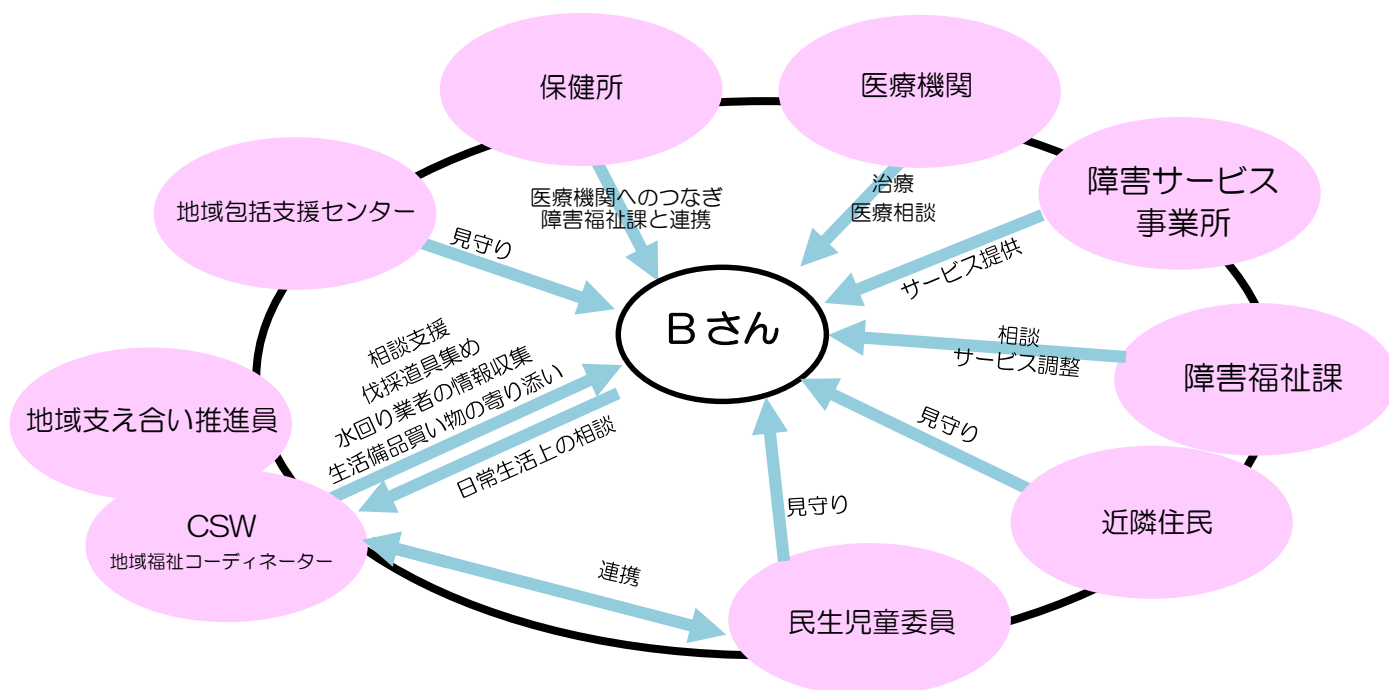 保健所
医療機関
障害サービス
事業所
地域包括支援センター
医療機関へのつなぎ
障害福祉課と連携
治療
医療相談
見守り
サービス提供
Bさん
相談
サービス調整
障害福祉課
相談支援
伐採道具集め
水回り業者の情報収集
生活備品買い物の寄り添い
日常生活上の相談
地域支え合い推進員
見守り
見守り
近隣住民
CSW
地域福祉コーディネーター
連携
民生児童委員